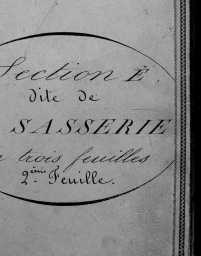 Section E.
dite de
SASSERIE
trois feuilles
2ème Feuille.